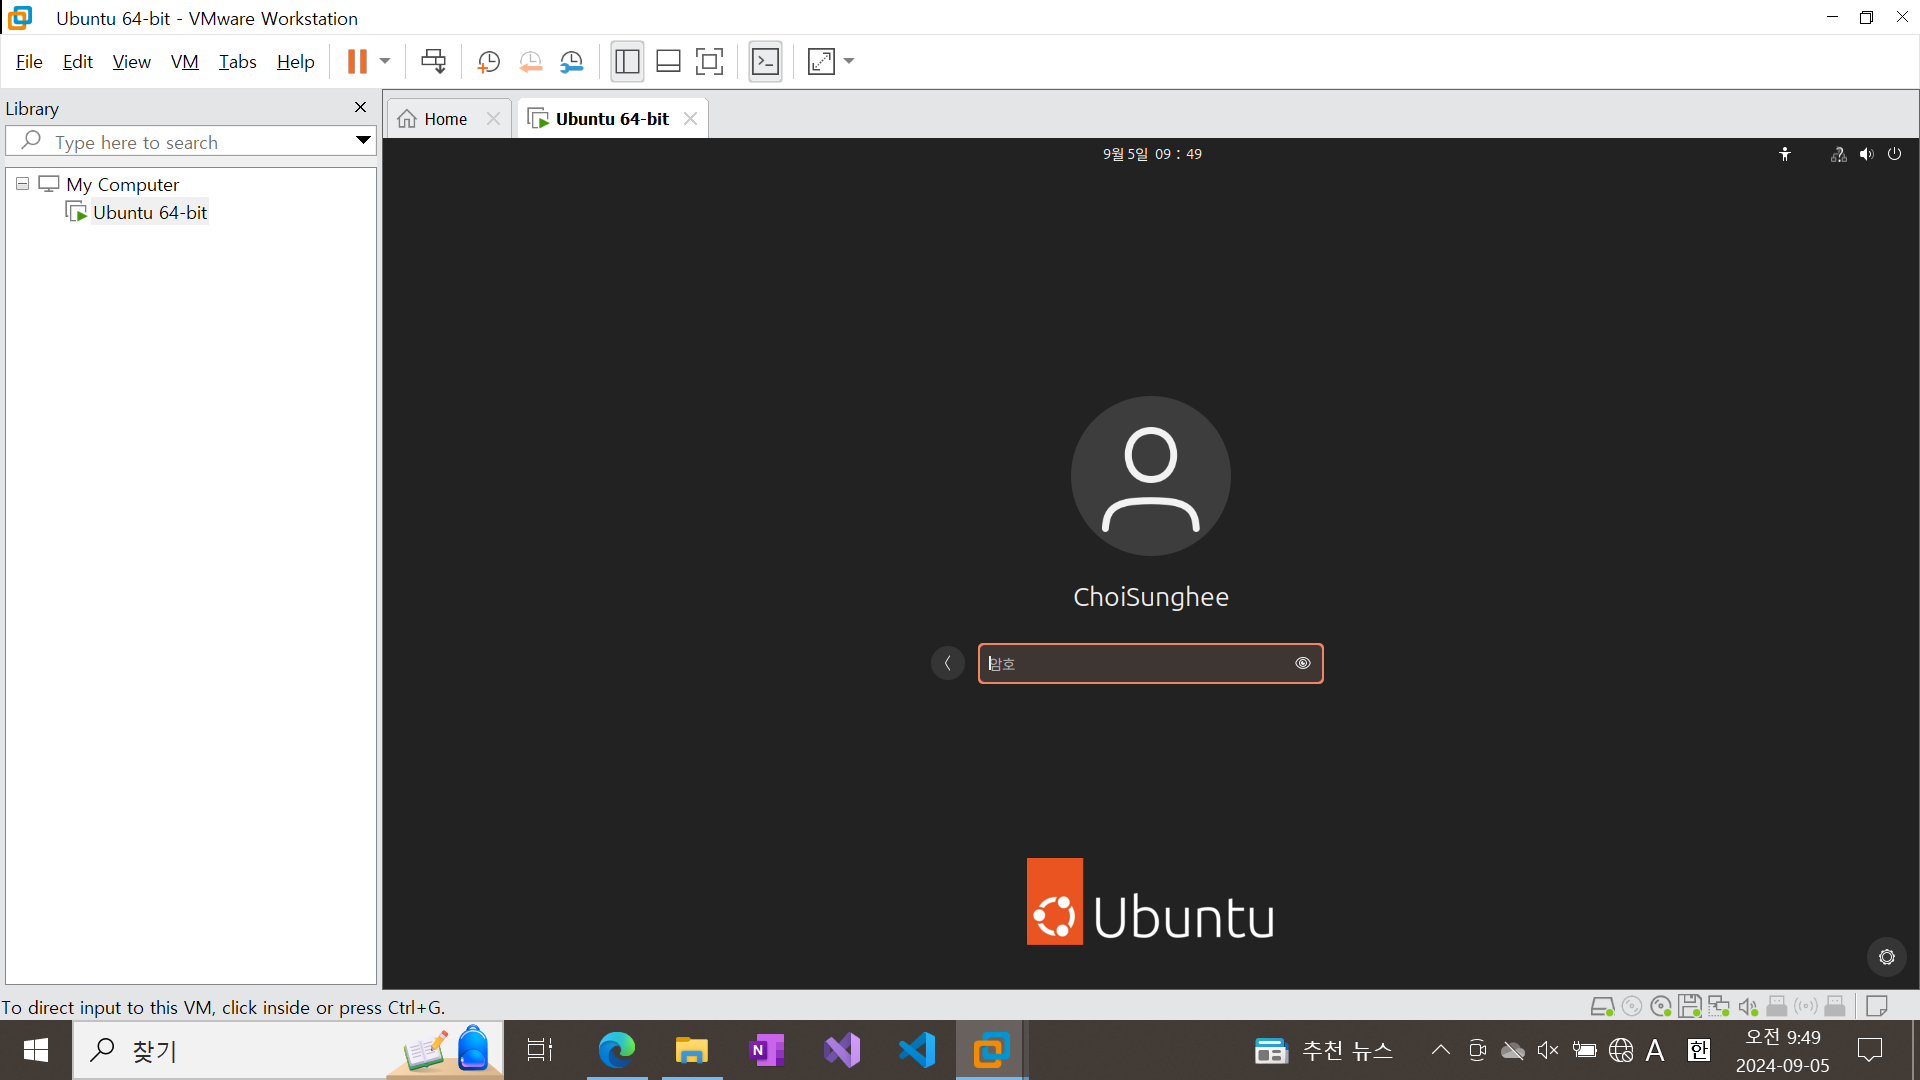 Ubuntu 64-bit - VMware Workstation
File Edit View VM Tabs Help
Library
Home
Ubuntu 64-bit
Type here to search
9월 5일 09 : 49
My Computer
Ubuntu 64-bit
ChoiSunghee
암호
Ubuntu
To direct input to this VM, click inside or press Ctrl+G.
찾기
N
추천 뉴스
A
한
오전 9:49
2024-09-05